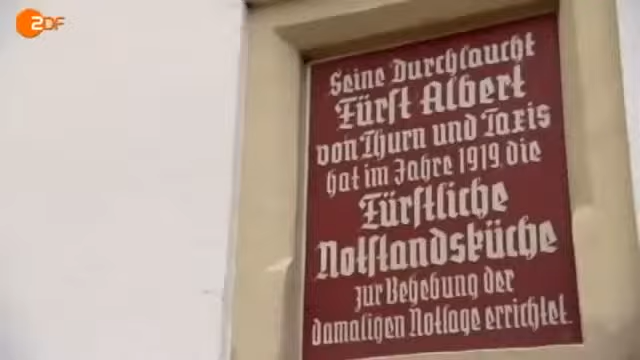 ZDF
Seine Durchlaucht
Fürst Albert
von Thurn und Taxis
hat im Jahre 1919 die
Fürstliche
Notstandsküche
zur Behebung der
damaligen Notlage errichtet.